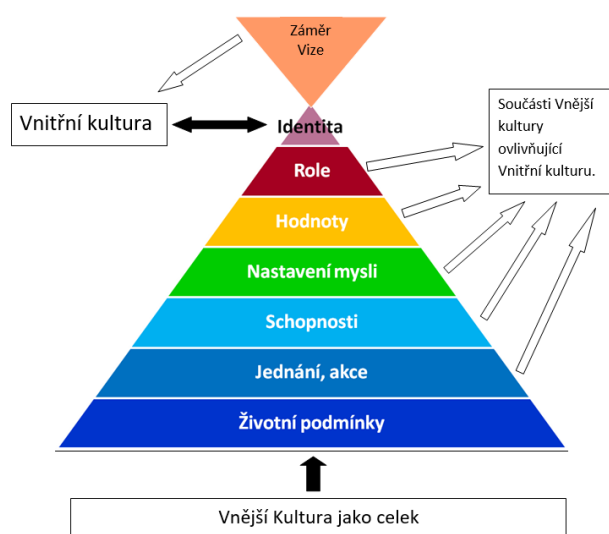 Záměr
Vize
Vnitřní kultura
Identita
Součásti Vnější
kultury
ovlivňující
Vnitřní kulturu.
Role
Hodnoty
Nastavení mysli
Schopnosti
Jednání, akce
Životní podmínky
Vnější Kultura jako celek